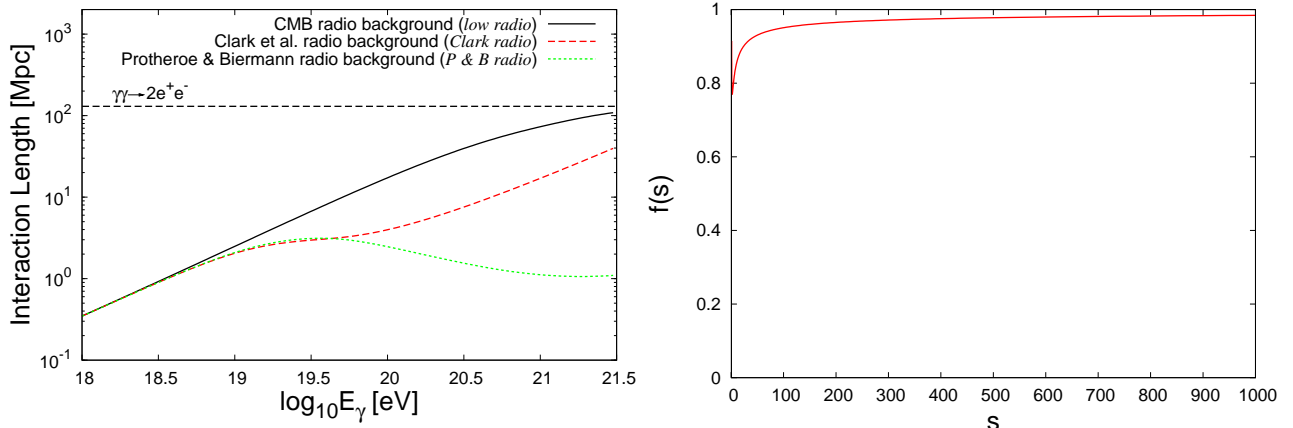 CMB radio background (low radio)
Clark et al. radio background (Clark radio)
Protheroe & Biermann radio background (P & B radio)
γγ→2e⁺e⁻
Interaction Length [Mpc]
10³
10²
10¹
10⁰
10⁻¹
18 18.5 19 19.5 20 20.5 21 21.5
log₁₀Eγ [eV]
f(s)
1
0.8
0.6
0.4
0.2
0
0 100 200 300 400 500 600 700 800 900 1000
s